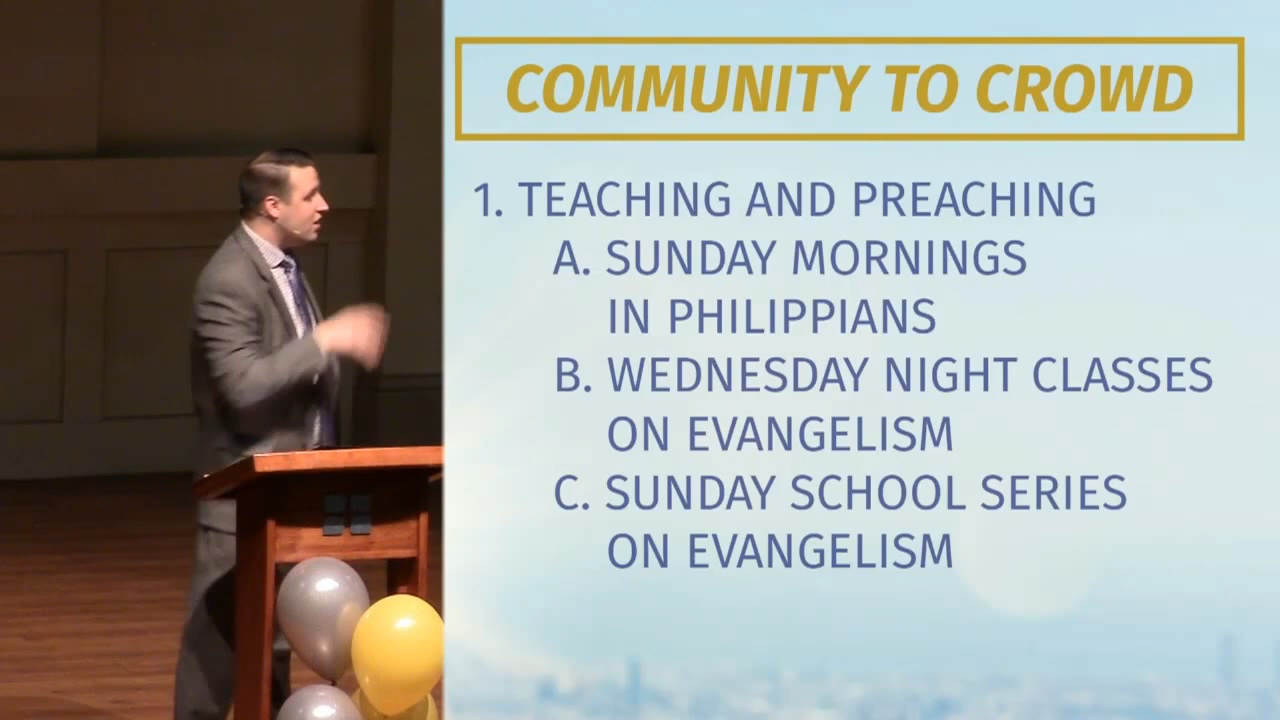 COMMUNITY TO CROWD
1. TEACHING AND PREACHING
A. SUNDAY MORNINGS
IN PHILIPPIANS
B. WEDNESDAY NIGHT CLASSES
ON EVANGELISM
C. SUNDAY SCHOOL SERIES
ON EVANGELISM